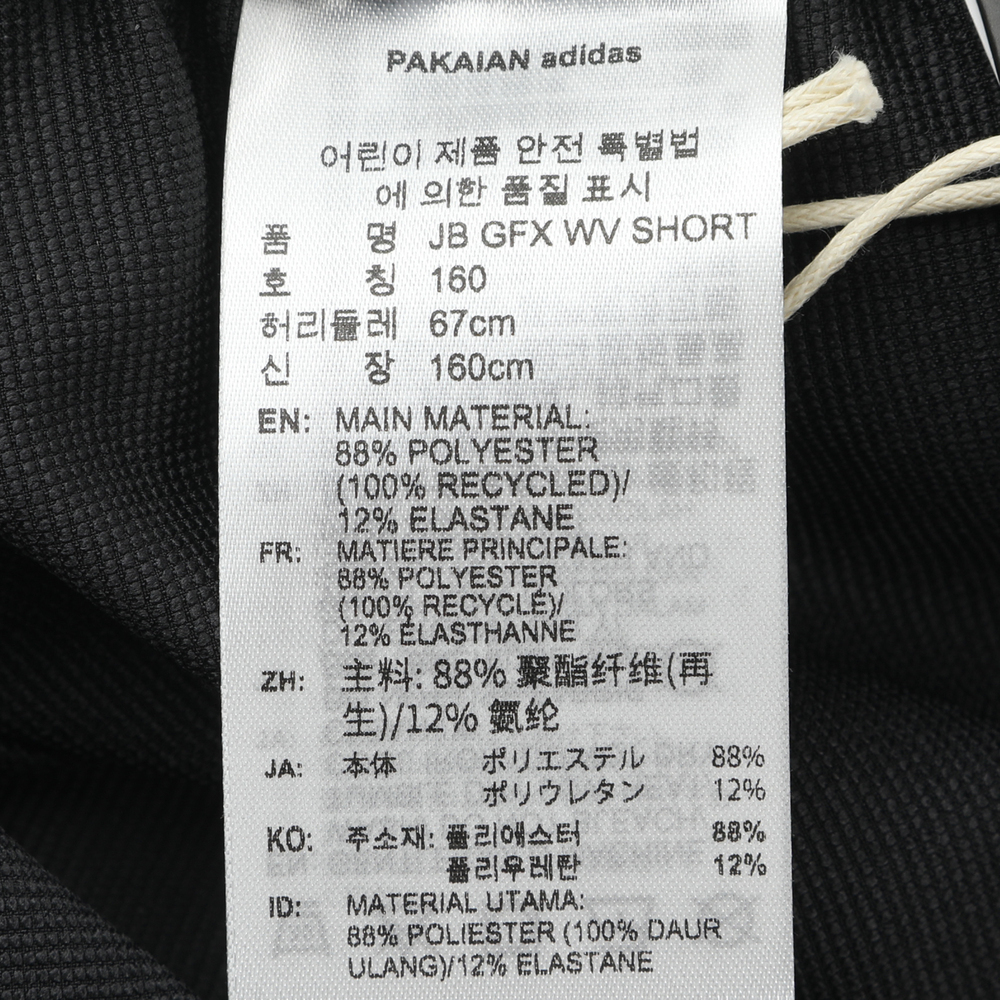 PAKAIAN adidas
어린이 제품 안전 특별법
에 의한 품질 표시
품 명 JB GFX WV SHORT
호 칭 160
허리둘레 67cm
신 장 160cm
EN: MAIN MATERIAL:
88% POLYESTER
(100% RECYCLED)/
12% ELASTANE
FR: MATIERE PRINCIPALE:
88% POLYESTER
(100% RECYCLÉ)/
12% ÉLASTHANNE
ZH: 主料: 88% 聚酯纤维(再
生)/12% 氨纶
JA: 本体 ポリエステル 88%
ポリウレタン 12%
KO: 주소재: 폴리에스터 88%
폴리우레탄 12%
ID: MATERIAL UTAMA:
88% POLIESTER (100% DAUR
ULANG)/12% ELASTANE